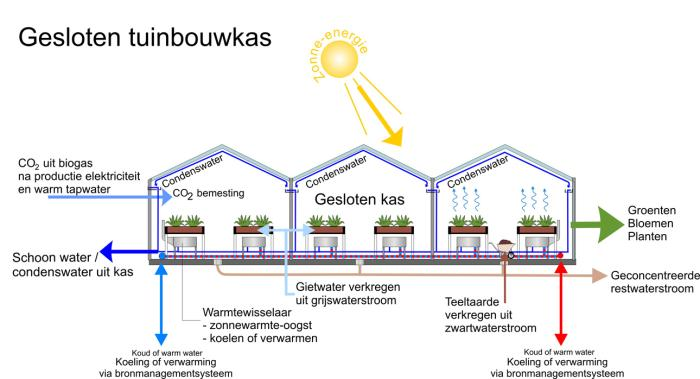 Gesloten tuinbouwkas
Zonne-energie
CO2 uit biogas
na productie elektriciteit
en warm tapwater
Condenswater
Condenswater
Condenswater
CO2 bemesting
Gesloten kas
Groenten
Bloemen
Planten
Schoon water /
condenswater uit kas
Gietwater verkregen
uit grijswaterstroom
Geconcentreerde
restwaterstroom
Warmtewisselaar
- zonnewarmte-oogst
- koelen of verwarmen
Teeltaarde
verkregen uit
zwartwaterstroom
Koud of warm water
Koeling of verwarming
via bronmanagementsysteem
Koud of warm water
Koeling of verwarming
via bronmanagementsysteem